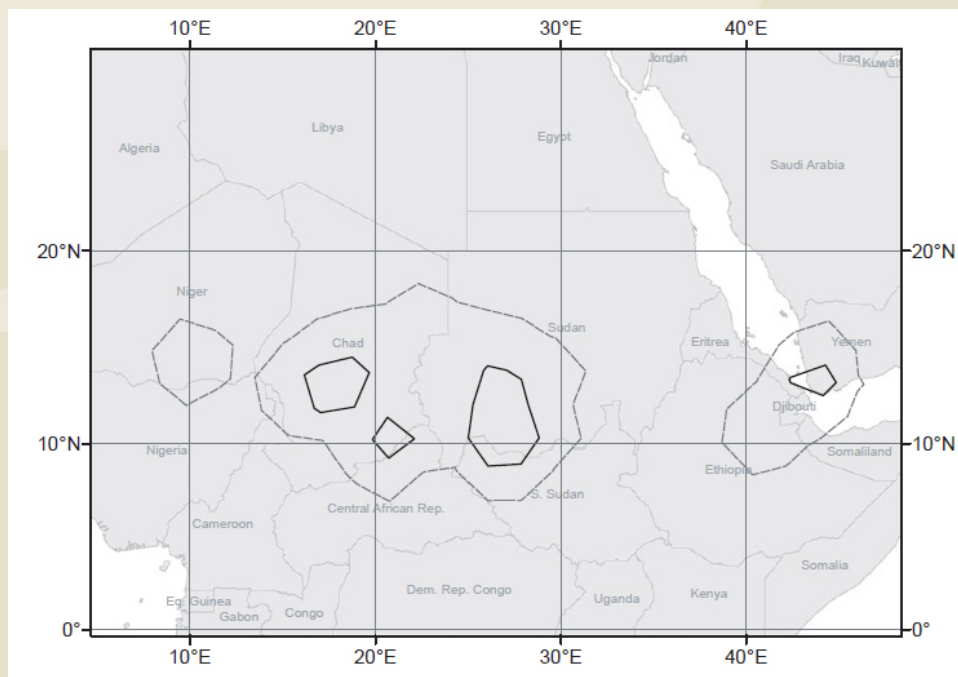 10°E 20°E 30°E 40°E
Jordan
Iraq
Kuwait
Libya
Egypt
Algeria
Saudi Arabia
20°N 20°N
Niger
Sudan
Chad
Eritrea
Yemen
Djibouti
10°N 10°N
Nigeria
Somaliland
Ethiopia
S. Sudan
Central African Rep.
Cameroon
Somalia
Dem. Rep. Congo
Kenya
Uganda
Eq. Guinea
Congo
Gabon
0° 0°
10°E 20°E 30°E 40°E